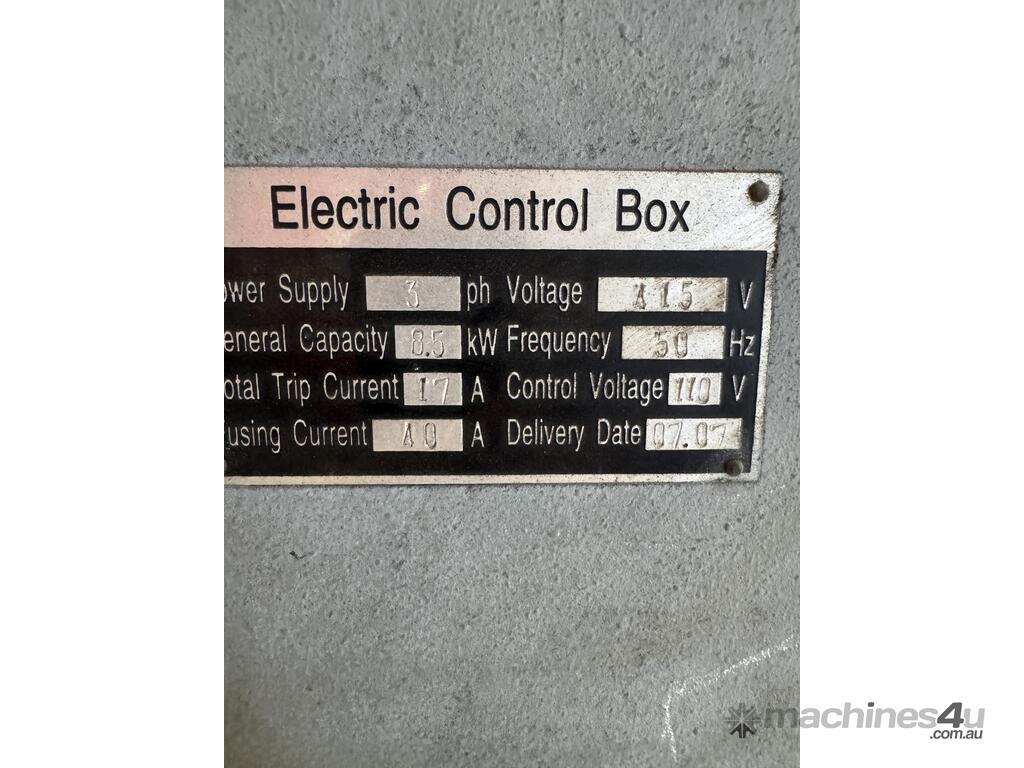 Electric Control Box
ower Supply 3 ph Voltage 415 V
eneral Capacity 8.5 kW Frequency 50 Hz
otal Trip Current 17 A Control Voltage 110 V
using Current 40 A Delivery Date 07.07
machines4u
.com.au